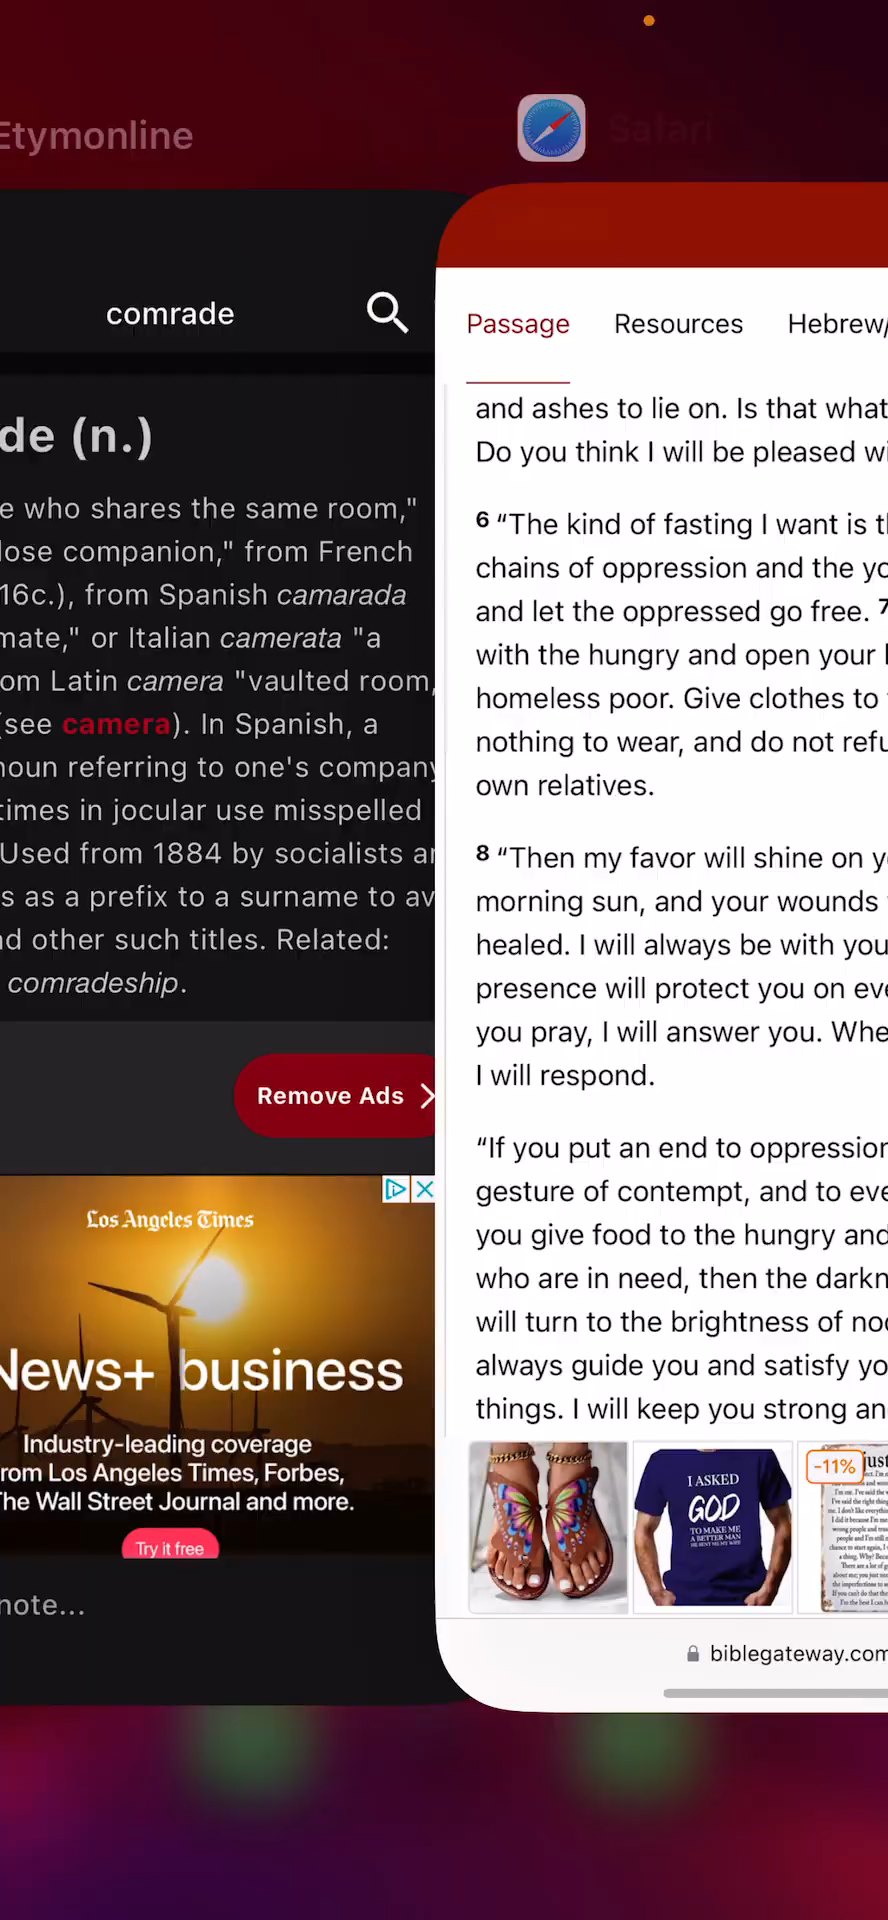 Etymonline
Safari
comrade
de (n.)
e who shares the same room,"
lose companion," from French
16c.), from Spanish camarada
mate," or Italian camerata "a
om Latin camera "vaulted room,
(see camera). In Spanish, a
noun referring to one's company
times in jocular use misspelled
Used from 1884 by socialists ar
s as a prefix to a surname to av
nd other such titles. Related:
comradeship.
Remove Ads
Los Angeles Times
News+ business
Industry-leading coverage
rom Los Angeles Times, Forbes,
The Wall Street Journal and more.
Try it free
note...
Passage Resources Hebrew/
and ashes to lie on. Is that what
Do you think I will be pleased wi
6 “The kind of fasting I want is th
chains of oppression and the yo
and let the oppressed go free. 7
with the hungry and open your
homeless poor. Give clothes to
nothing to wear, and do not refu
own relatives.
8 “Then my favor will shine on yo
morning sun, and your wounds
healed. I will always be with you
presence will protect you on eve
you pray, I will answer you. Whe
I will respond.
“If you put an end to oppression
gesture of contempt, and to eve
you give food to the hungry and
who are in need, then the darkn
will turn to the brightness of noo
always guide you and satisfy yo
things. I will keep you strong an
I ASKED
GOD
TO MAKE ME
A BETTER MAN
HE SENT ME MY WIFE
-11%
just
biblegateway.com